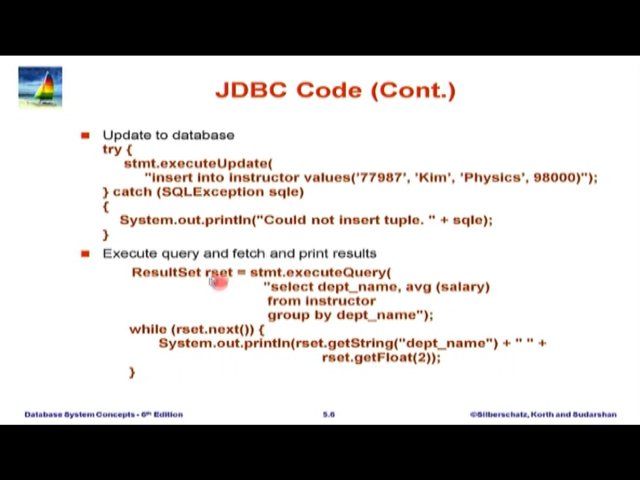 JDBC Code (Cont.)
Update to database
try {
stmt.executeUpdate(
"insert into instructor values('77987', 'Kim', 'Physics', 98000)");
} catch (SQLException sqle)
{
System.out.println("Could not insert tuple. " + sqle);
}
Execute query and fetch and print results
ResultSet rset = stmt.executeQuery(
"select dept_name, avg (salary)
from instructor
group by dept_name");
while (rset.next()) {
System.out.println(rset.getString("dept_name") + " " +
rset.getFloat(2));
}
Database System Concepts - 6th Edition 5.6 ©Silberschatz, Korth and Sudarshan